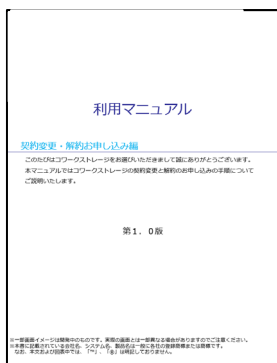 利用マニュアル
契約変更・解約お申し込み編
このたびはコワークストレージをお選びいただきまして誠にありがとうございます。
本マニュアルではコワークストレージの契約変更と解約のお申し込みの手順について
ご説明いたします。
第1．0版
※一部画面イメージは開発中のものです。実際の画面とは一部異なる場合がありますのでご注意ください。
※本書に記載されている会社名、システム名、製品名は一般に各社の登録商標または商標です。
なお、本文および図表中では、「™」、「®」は明記しておりません。